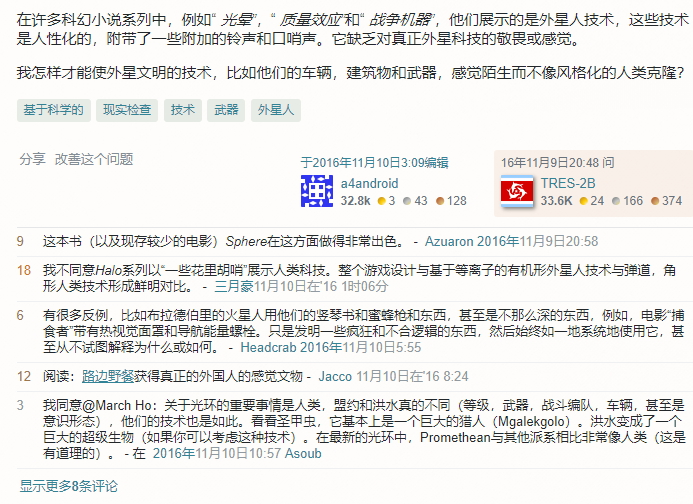 在许多科幻小说系列中，例如“ 光晕”，“ 质量效应”和“ 战争机器”，他们展示的是外星人技术，这些技术
是人性化的，附带了一些附加的铃声和口哨声。它缺乏对真正外星科技的敬畏或感觉。
我怎样才能使外星文明的技术，比如他们的车辆，建筑物和武器，感觉陌生而不像风格化的人类克隆？
基于科学的 现实检查 技术 武器 外星人
分享 改善这个问题
于2016年11月10日3:09编辑
a4android
32.8k 3 43 128
16年11月9日20:48 问
TRES-2B
33.6K 24 166 374
9 这本书（以及现存较少的电影）Sphere在这方面做得非常出色。 - Azuaron 2016年11月9日20:58
18 我不同意Halo系列以“一些花里胡哨”展示人类科技。整个游戏设计与基于等离子的有机形外星人技术与弹道，角
形人类技术形成鲜明对比。 - 三月豪11月10日在'16 1时06分
6 有很多反例，比如布拉德伯里的火星人用他们的竖琴书和蜜蜂枪和东西，甚至是不那么深的东西，例如，电影“捕
食者”带有热视觉面罩和导航能量螺栓。只是发明一些疯狂和不合逻辑的东西，然后始终如一地系统地使用它，甚
至从不试图解释为什么或如何。 - Headcrab 2016年11月10日5:55
12 阅读：路边野餐获得真正的外国人的感觉文物 - Jacco 11月10日在'16 8:24
3 我同意@March Ho：关于光环的重要事情是人类，盟约和洪水真的不同（等级，武器，战斗编队，车辆，甚至是
意识形态），他们的技术也是如此。看看圣甲虫，它基本上是一个巨大的猎人（Mgalekgolo）。洪水变成了一个
巨大的超级生物（如果你可以考虑这种技术）。在最新的光环中，Promethean与其他派系相比非常像人类（这是
有道理的）。 - 在 2016年11月10日10:57 Asoub
显示更多8条评论